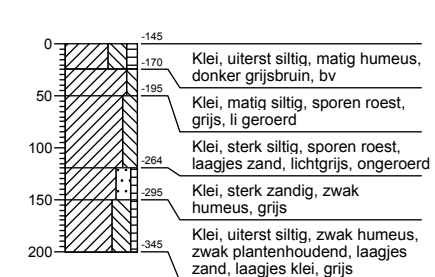 0
50
100
150
200
-145
-170
-195
-264
-295
-345
Klei, uiterst siltig, matig humeus,
donker grijsbruin, bv
Klei, matig siltig, sporen roest,
grijs, li geroerd
Klei, sterk siltig, sporen roest,
laagjes zand, lichtgrijs, ongeroerd
Klei, sterk zandig, zwak
humeus, grijs
Klei, uiterst siltig, zwak humeus,
zwak plantenhoudend, laagjes
zand, laagjes klei, grijs